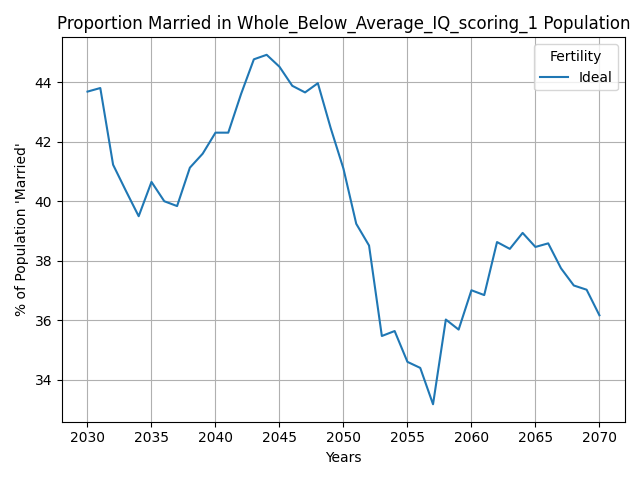 Proportion Married in Whole_Below_Average_IQ_scoring_1 Population
Fertility
Ideal
% of Population 'Married'
44
42
40
38
36
34
2030 2035 2040 2045 2050 2055 2060 2065 2070
Years